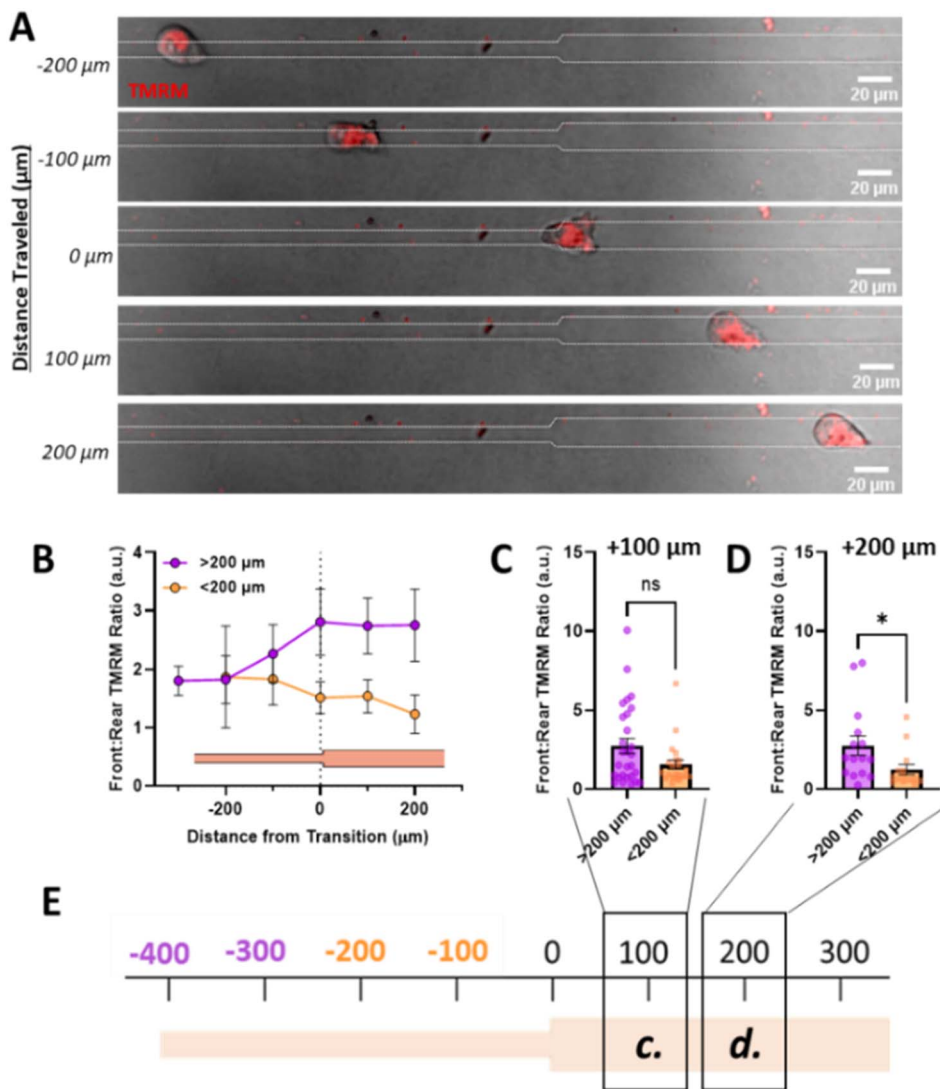 A
-200 µm
TMRM
20 µm
-100 µm
20 µm
Distance Traveled (µm)
0 µm
20 µm
100 µm
20 µm
200 µm
20 µm
B
Front:Rear TMRM Ratio (a.u.)
4
3
2
1
0
>200 µm
<200 µm
-200
0
200
Distance from Transition (µm)
C
+100 µm
Front:Rear TMRM Ratio (a.u.)
15
10
5
0
ns
>200 µm
<200 µm
D
+200 µm
Front:Rear TMRM Ratio (a.u.)
15
10
5
0
*
>200 µm
<200 µm
E
-400 -300 -200 -100 0 100 200 300
c. d.